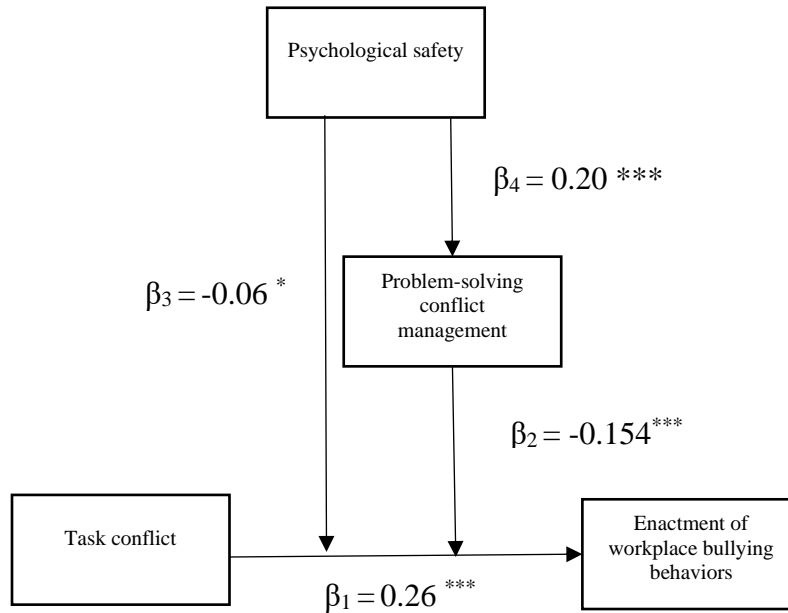 Psychological safety
β₄ = 0.20 ***
β₃ = -0.06 *
Problem-solving
conflict
management
β₂ = -0.154***
Task conflict
Enactment of
workplace bullying
behaviors
β₁ = 0.26 ***